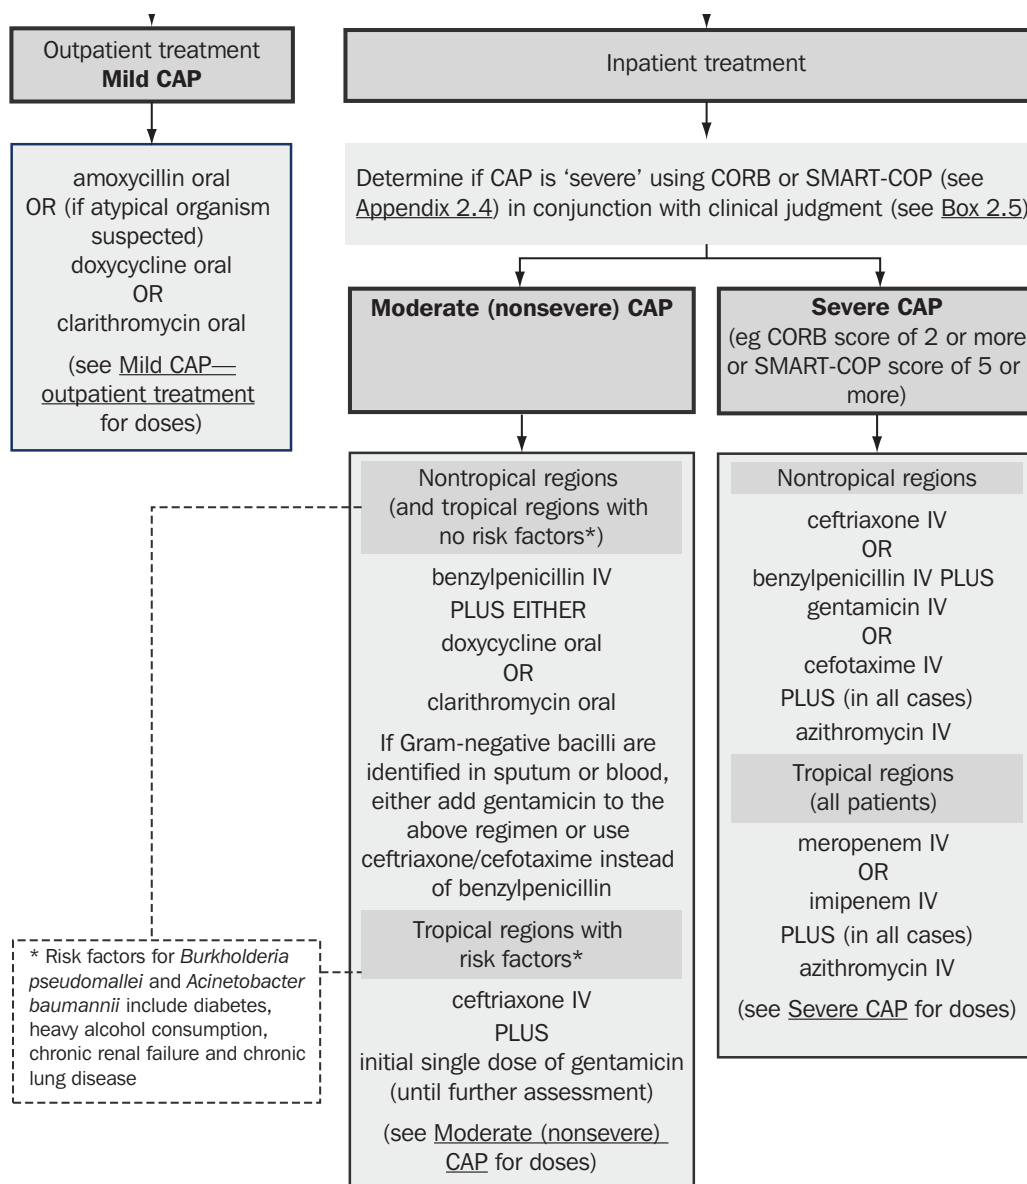 Outpatient treatment
Mild CAP
amoxycillin oral
OR (if atypical organism
suspected)
doxycycline oral
OR
clarithromycin oral
(see Mild CAP—
outpatient treatment
for doses)
Inpatient treatment
Determine if CAP is ‘severe’ using CORB or SMART-COP (see
Appendix 2.4) in conjunction with clinical judgment (see Box 2.5)
Moderate (nonsevere) CAP
Nontropical regions
(and tropical regions with
no risk factors*)
benzylpenicillin IV
PLUS EITHER
doxycycline oral
OR
clarithromycin oral
If Gram-negative bacilli are
identified in sputum or blood,
either add gentamicin to the
above regimen or use
ceftriaxone/cefotaxime instead
of benzylpenicillin
Tropical regions with
risk factors*
ceftriaxone IV
PLUS
initial single dose of gentamicin
(until further assessment)
(see Moderate (nonsevere)
CAP for doses)
Severe CAP
(eg CORB score of 2 or more
or SMART-COP score of 5 or
more)
Nontropical regions
ceftriaxone IV
OR
benzylpenicillin IV PLUS
gentamicin IV
OR
cefotaxime IV
PLUS (in all cases)
azithromycin IV
Tropical regions
(all patients)
meropenem IV
OR
imipenem IV
PLUS (in all cases)
azithromycin IV
(see Severe CAP for doses)
* Risk factors for Burkholderia
pseudomallei and Acinetobacter
baumannii include diabetes,
heavy alcohol consumption,
chronic renal failure and chronic
lung disease